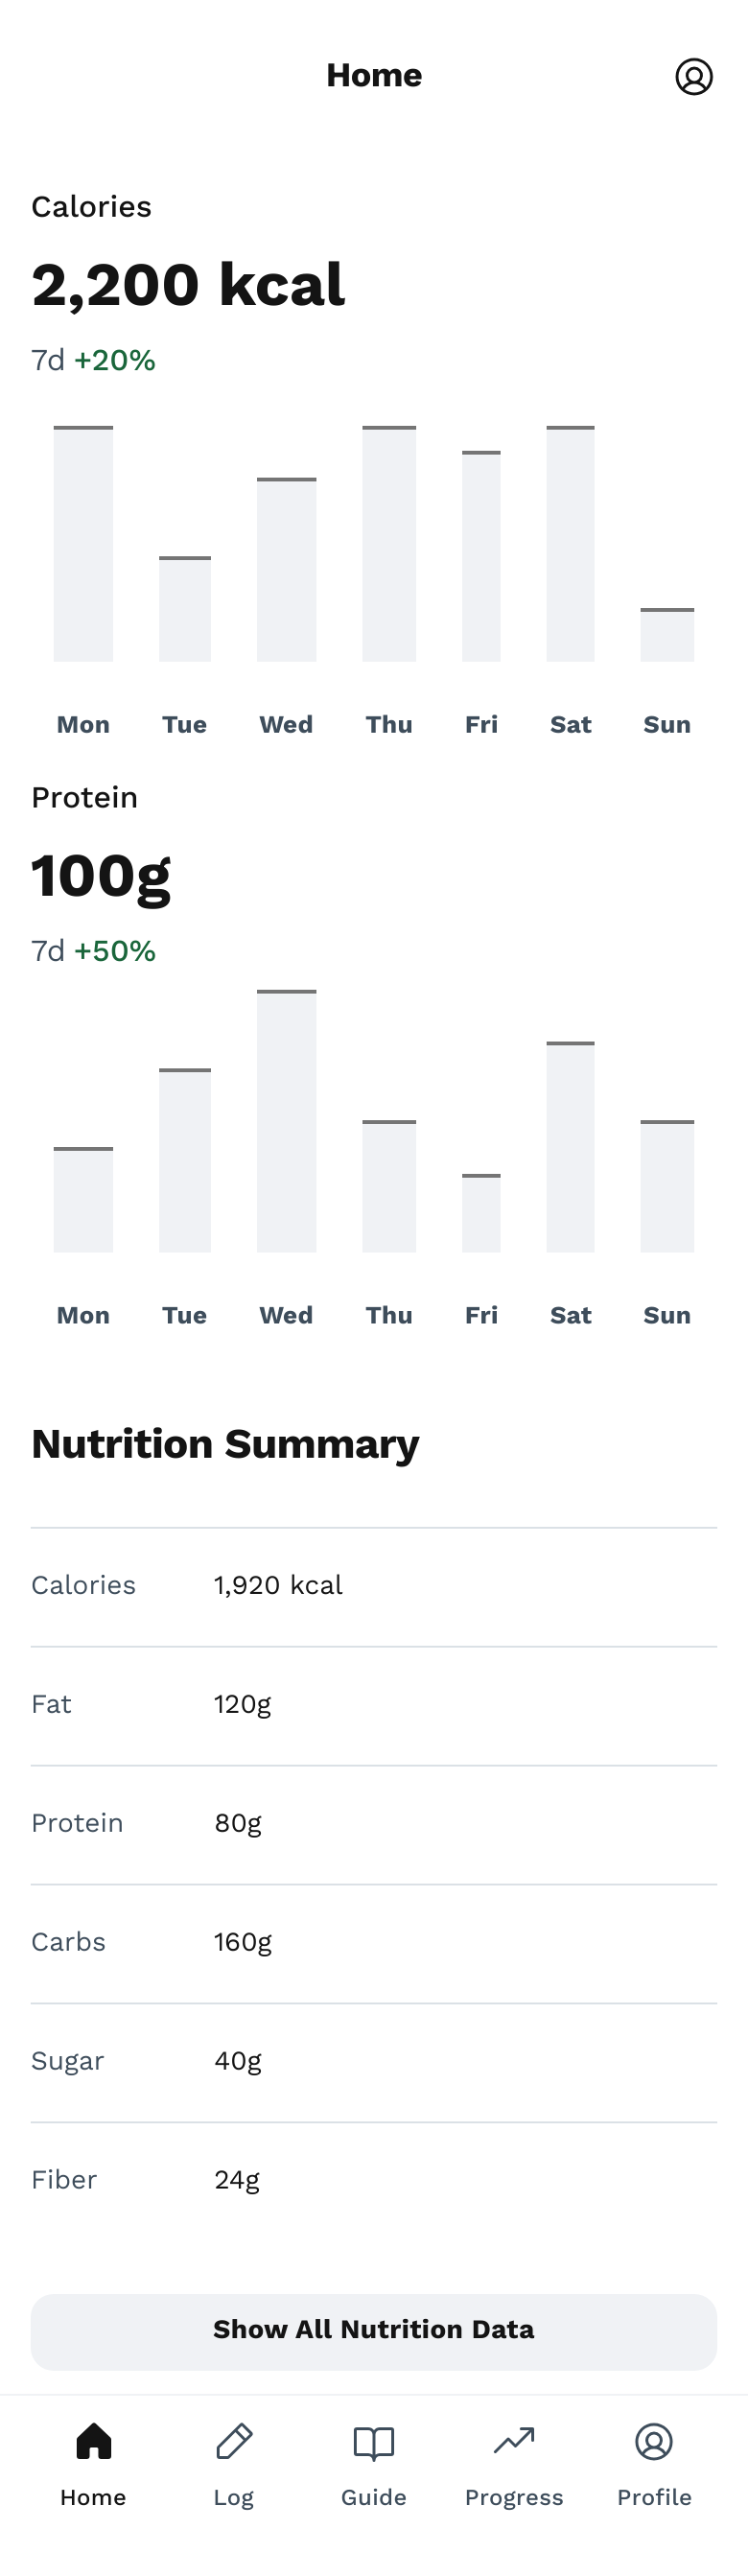 Home
Calories
2,200 kcal
7d +20%
Mon Tue Wed Thu Fri Sat Sun
Protein
100g
7d +50%
Mon Tue Wed Thu Fri Sat Sun
Nutrition Summary
Calories 1,920 kcal
Fat 120g
Protein 80g
Carbs 160g
Sugar 40g
Fiber 24g
Show All Nutrition Data
Home Log Guide Progress Profile